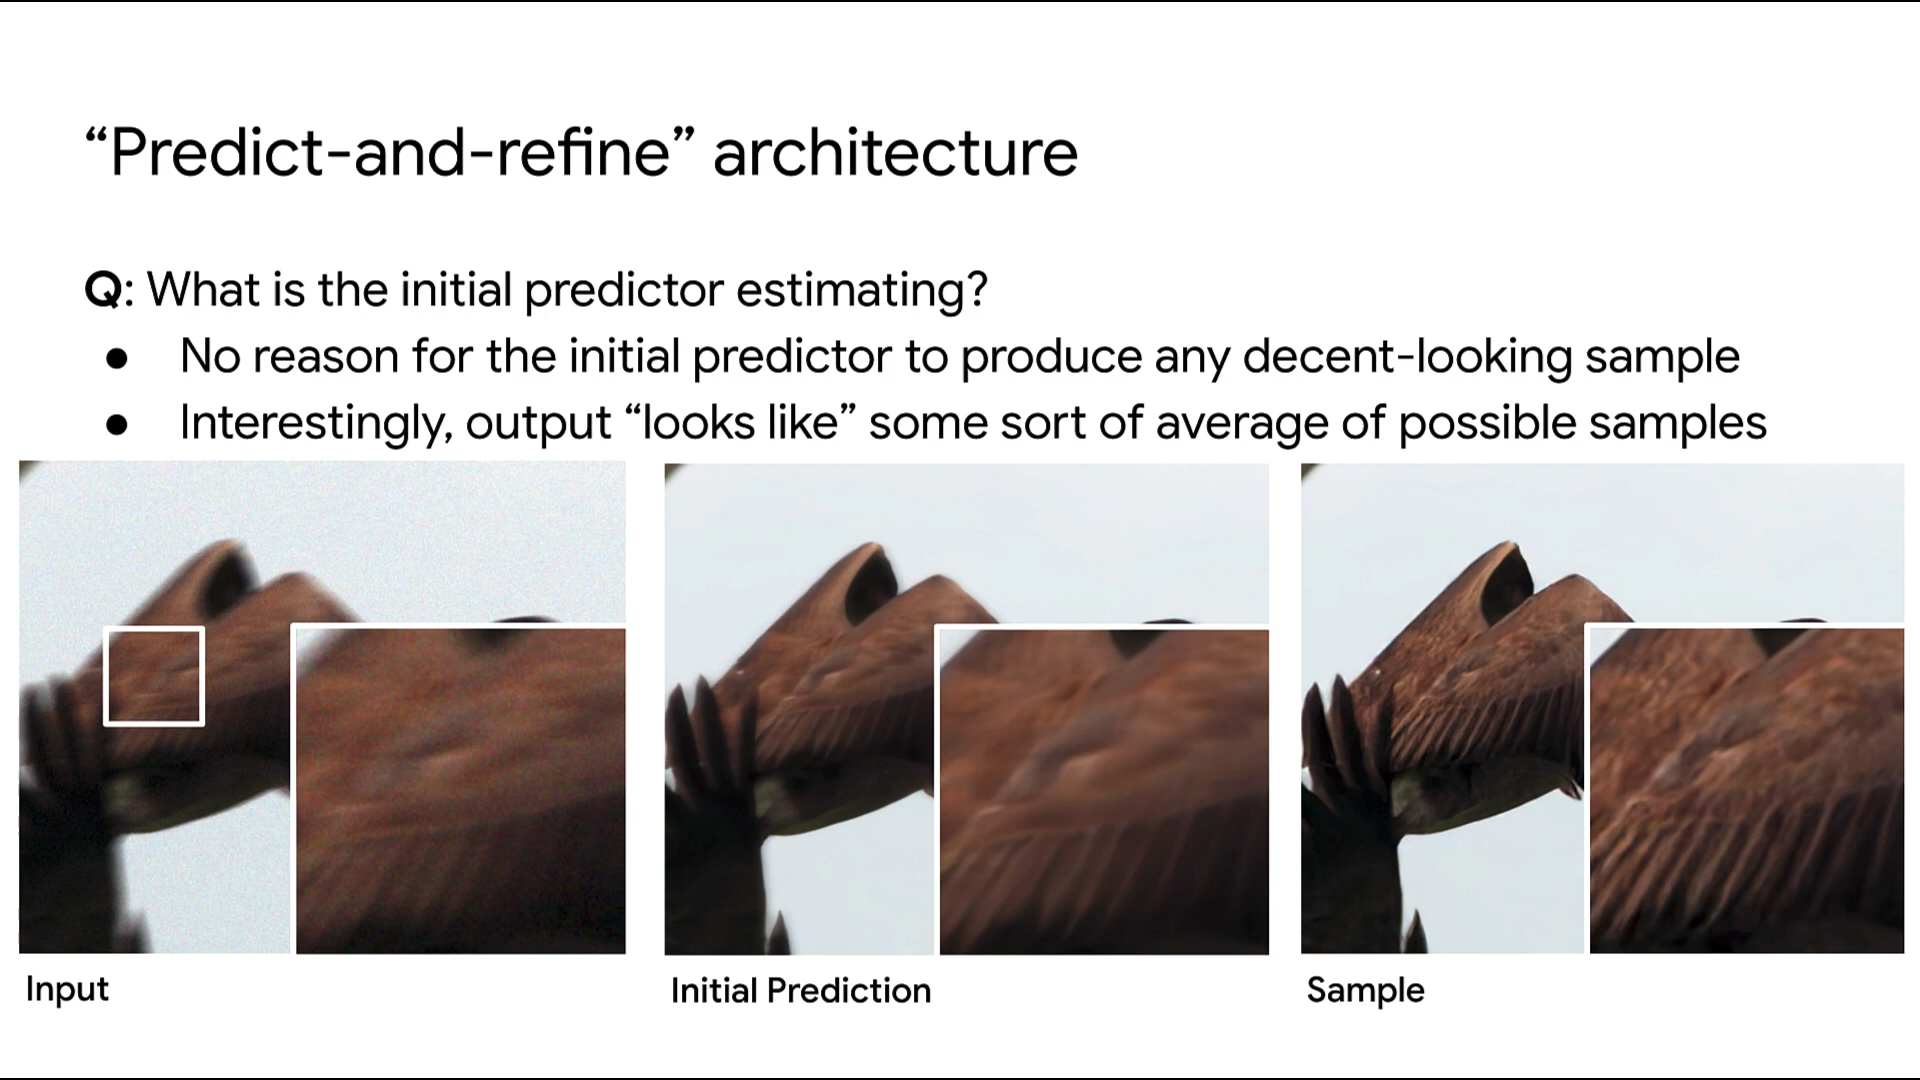 “Predict-and-refine” architecture
Q: What is the initial predictor estimating?
● No reason for the initial predictor to produce any decent-looking sample
● Interestingly, output “looks like” some sort of average of possible samples
Input
Initial Prediction
Sample